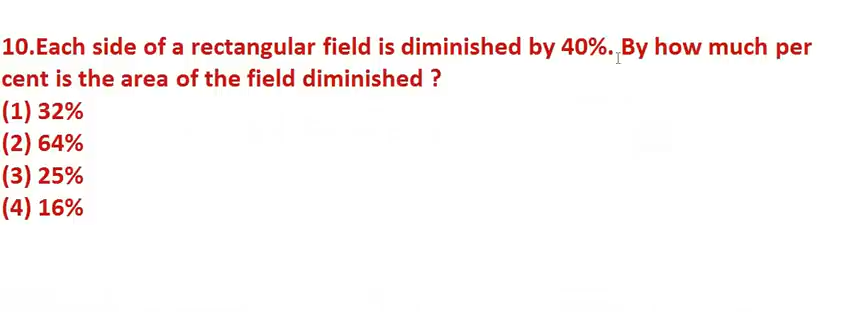 10.Each side of a rectangular field is diminished by 40%. By how much per
cent is the area of the field diminished ?
(1) 32%
(2) 64%
(3) 25%
(4) 16%